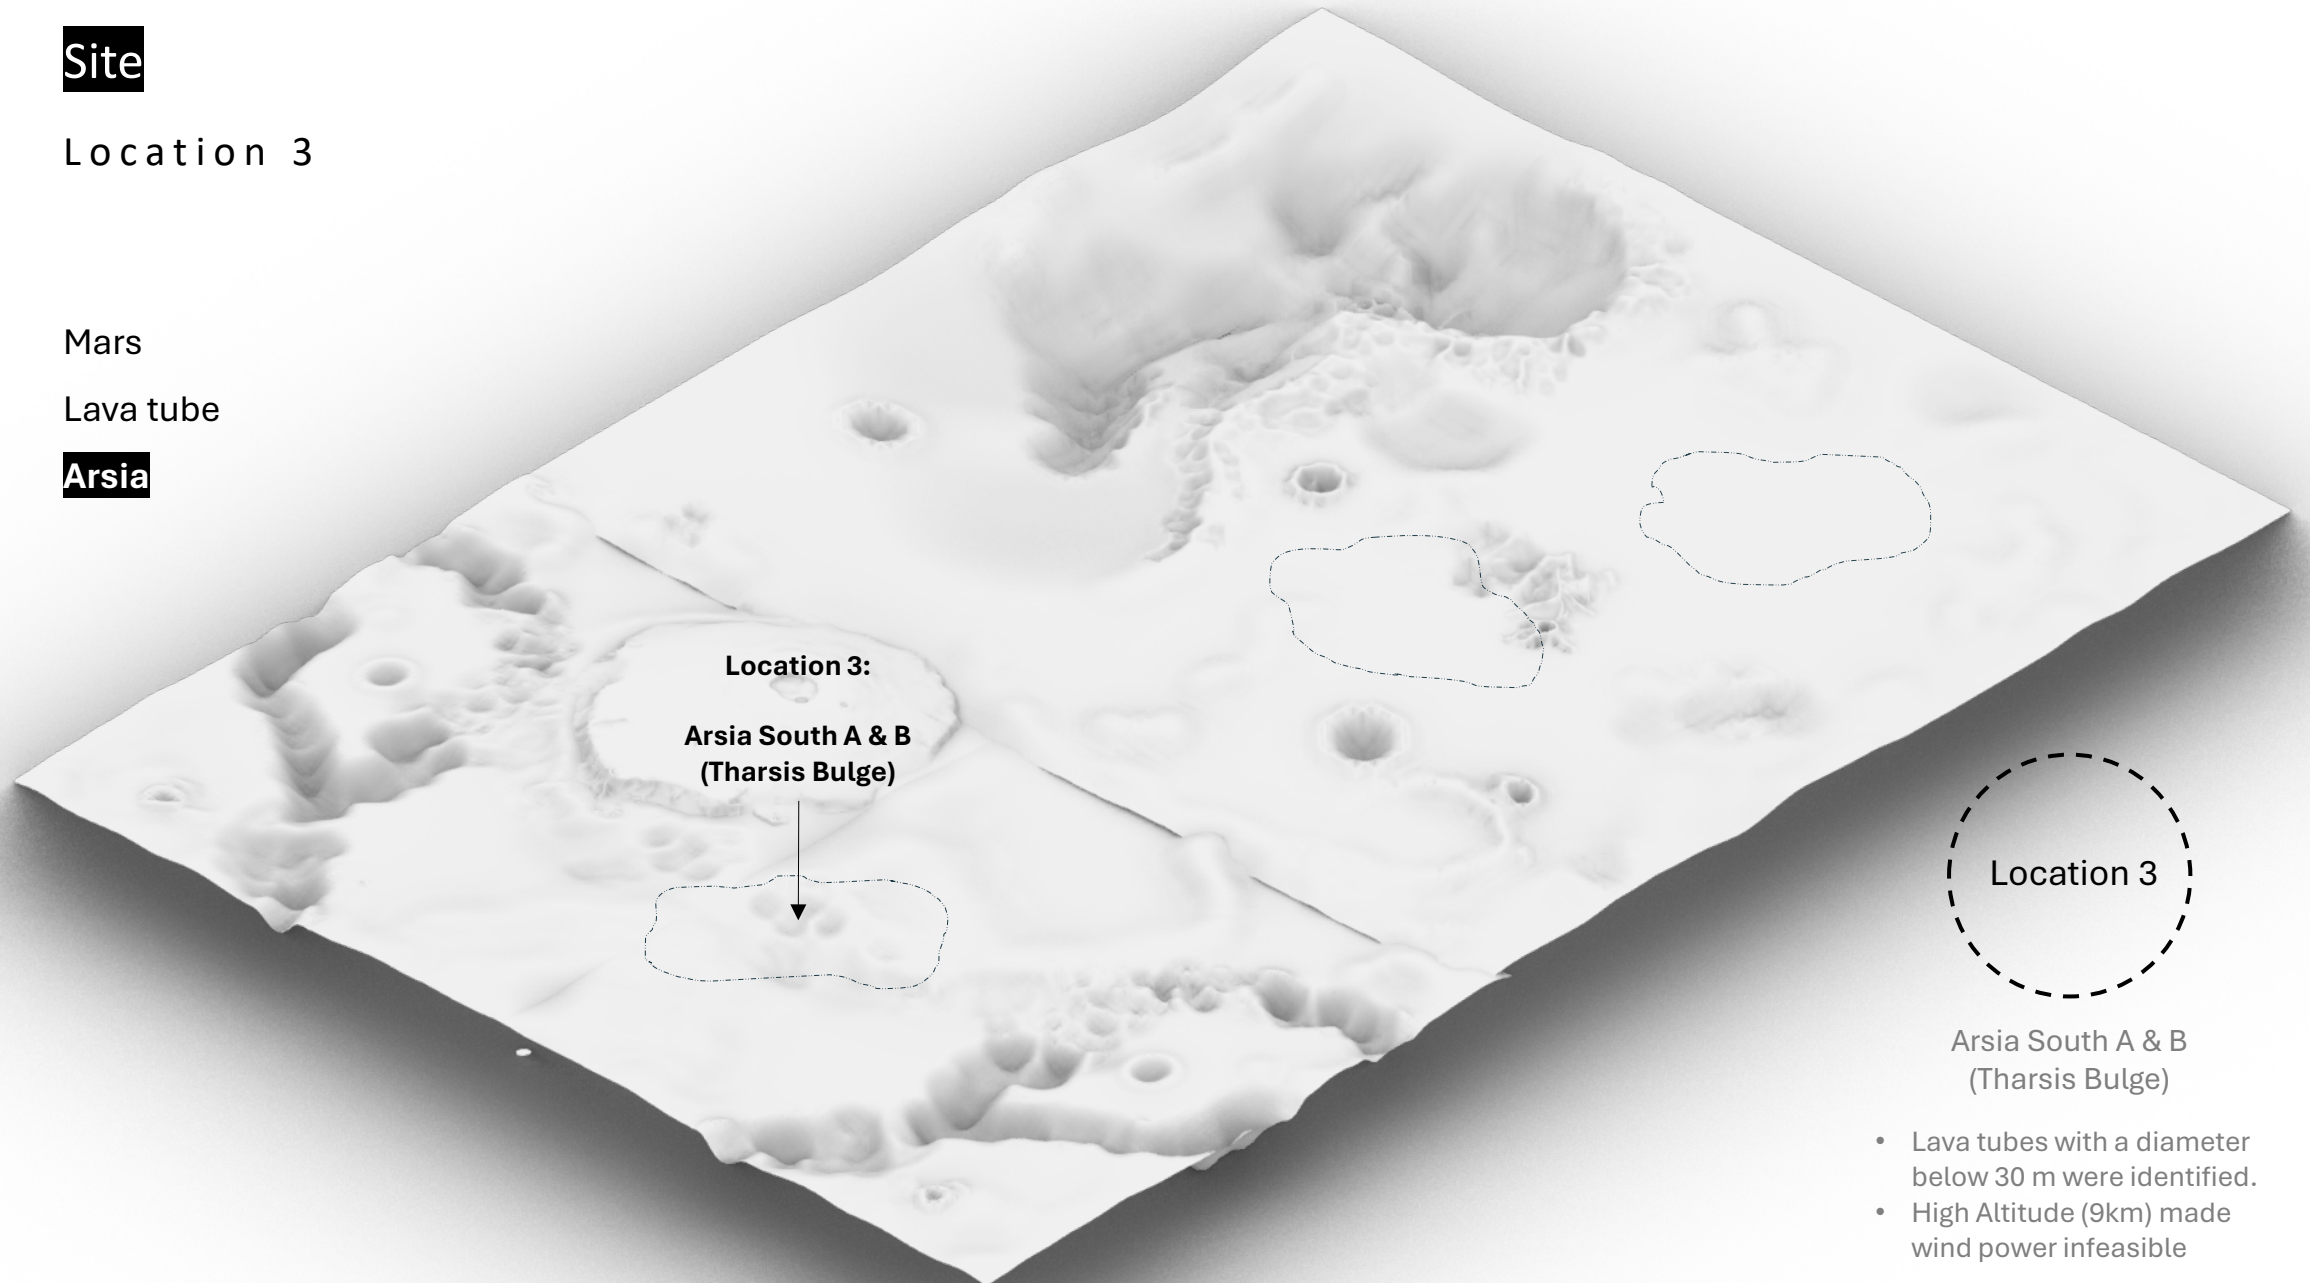 Site
Location 3
Mars
Lava tube
Arsia
Location 3:
Arsia South A & B
(Tharsis Bulge)
Location 3
Arsia South A & B
(Tharsis Bulge)
• Lava tubes with a diameter
below 30 m were identified.
• High Altitude (9km) made
wind power infeasible